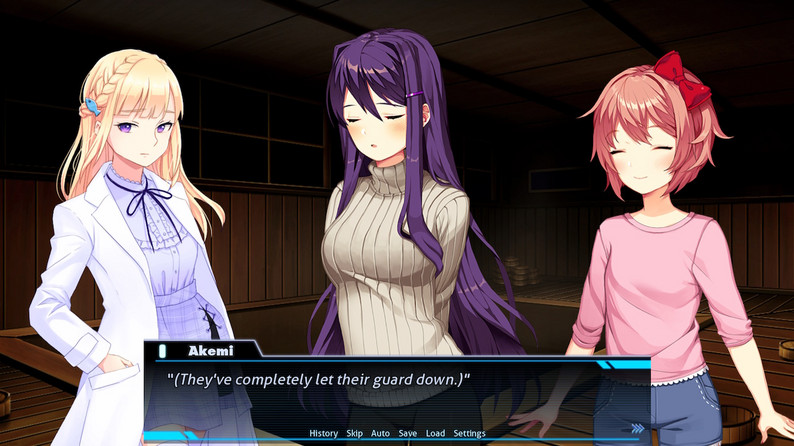 Akemi
"(They've completely let their guard down.)"
History Skip Auto Save Load Settings